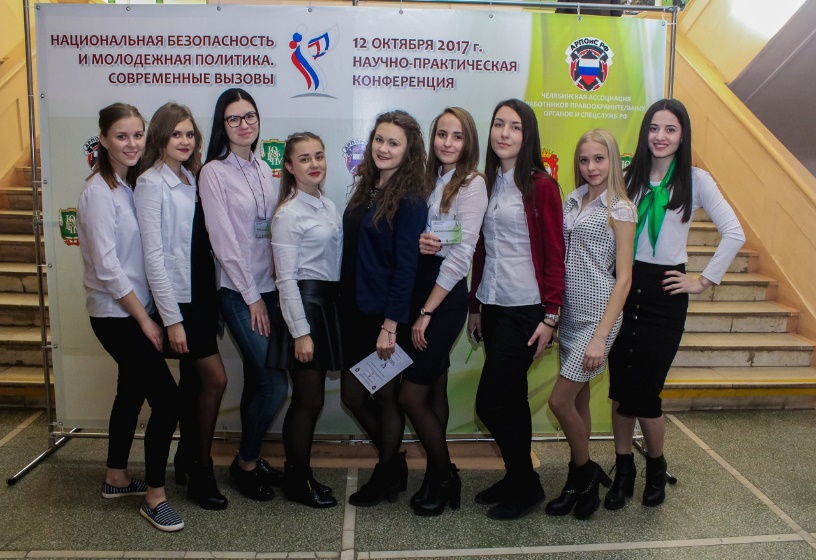 НАЦИОНАЛЬНАЯ БЕЗОПАСНОСТЬ
И МОЛОДЕЖНАЯ ПОЛИТИКА.
СОВРЕМЕННЫЕ ВЫЗОВЫ
12 ОКТЯБРЯ 2017 г.
НАУЧНО-ПРАКТИЧЕСКАЯ
КОНФЕРЕНЦИЯ
АРПОИС РФ
ЧЕЛЯБИНСКАЯ АССОЦИАЦИЯ
РАБОТНИКОВ ПРАВООХРАНИТЕЛЬНЫХ
ОРГАНОВ И СПЕЦСЛУЖБ РФ